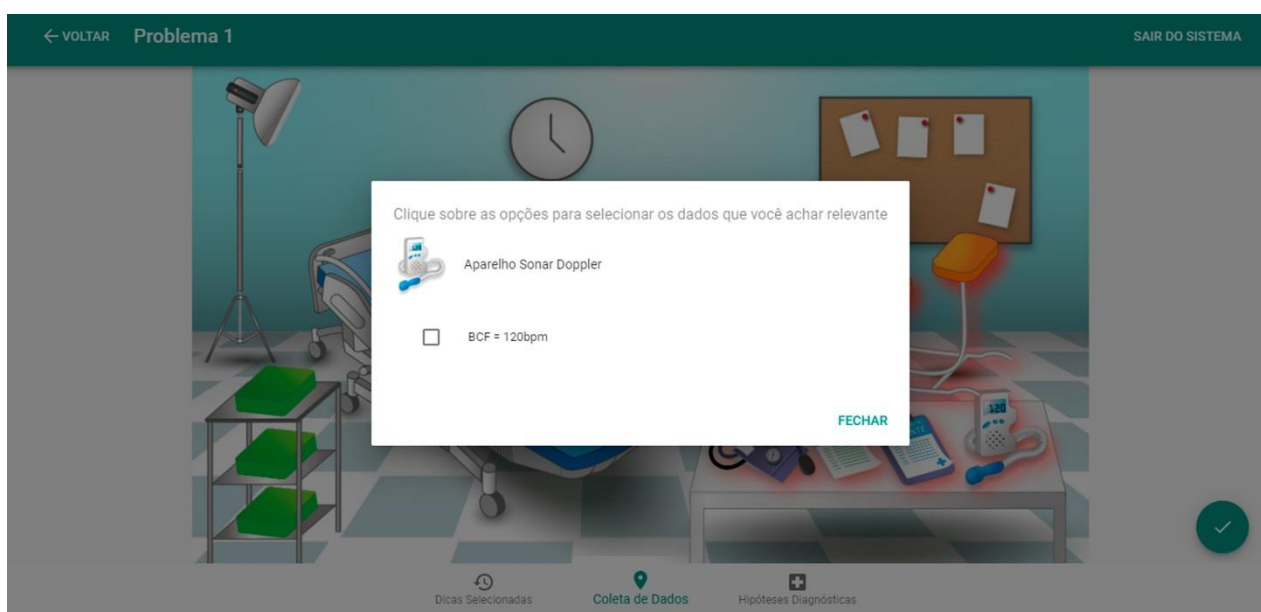 VOLTAR Problema 1 SAIR DO SISTEMA
Clique sobre as opções para selecionar os dados que você achar relevante
Aparelho Sonar Doppler
BCF = 120bpm
FECHAR
120
Dicas Selecionadas Coleta de Dados Hipóteses Diagnósticas